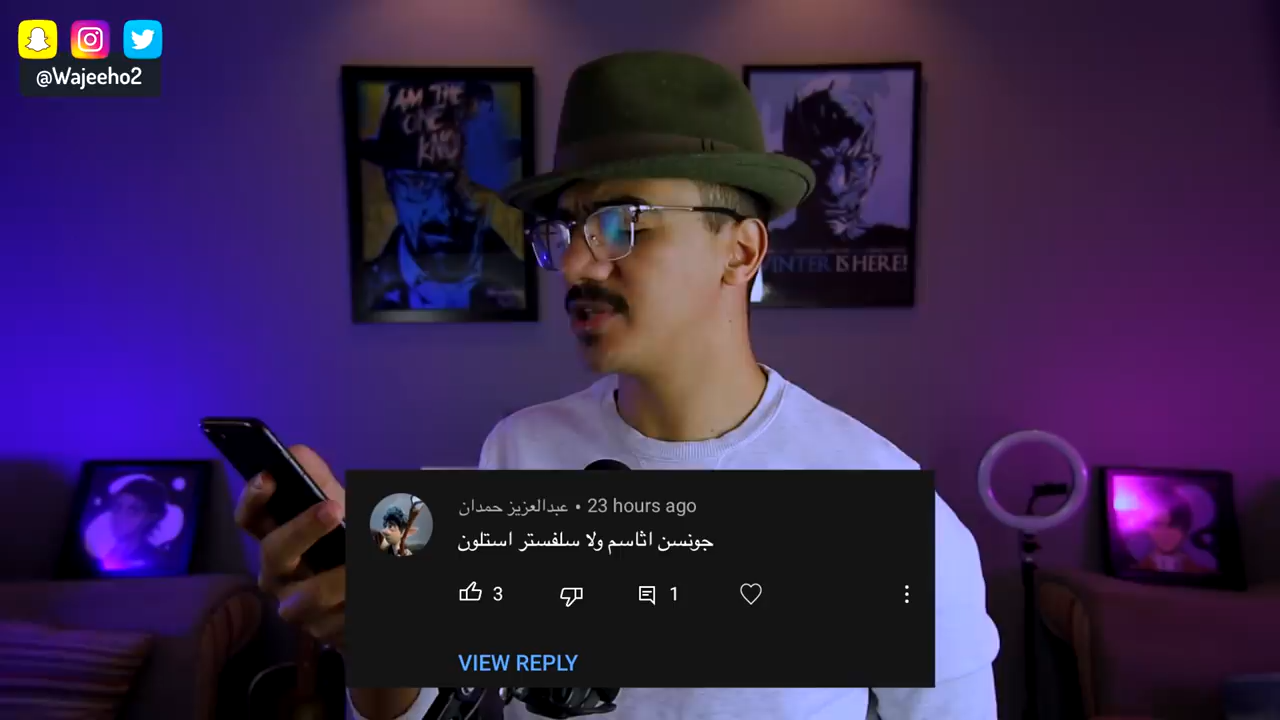 @Wajeeho2
I AM THE
ONE
KNO
WINTER IS HERE!
عبدالعزيز حمدان • 23 hours ago
جونسن اثاسم ولا سلفستر استلون
3
1
VIEW REPLY